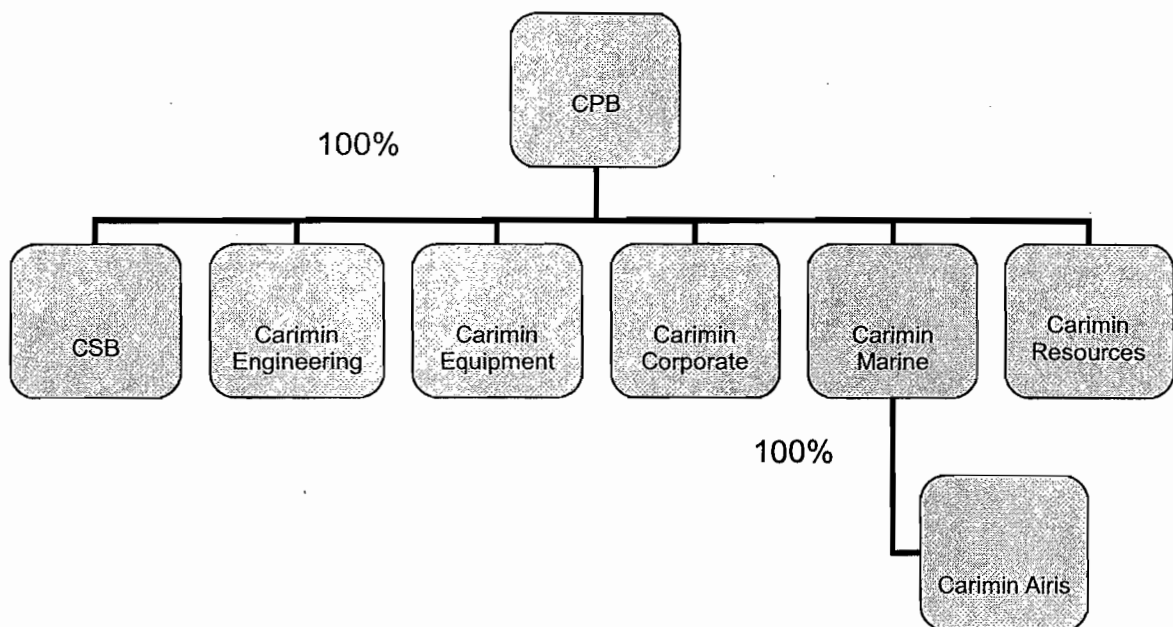 CPB
100%
CSB
Carimin
Engineering
Carimin
Equipment
Carimin
Corporate
Carimin
Marine
Carimin
Resources
100%
Carimin Airis